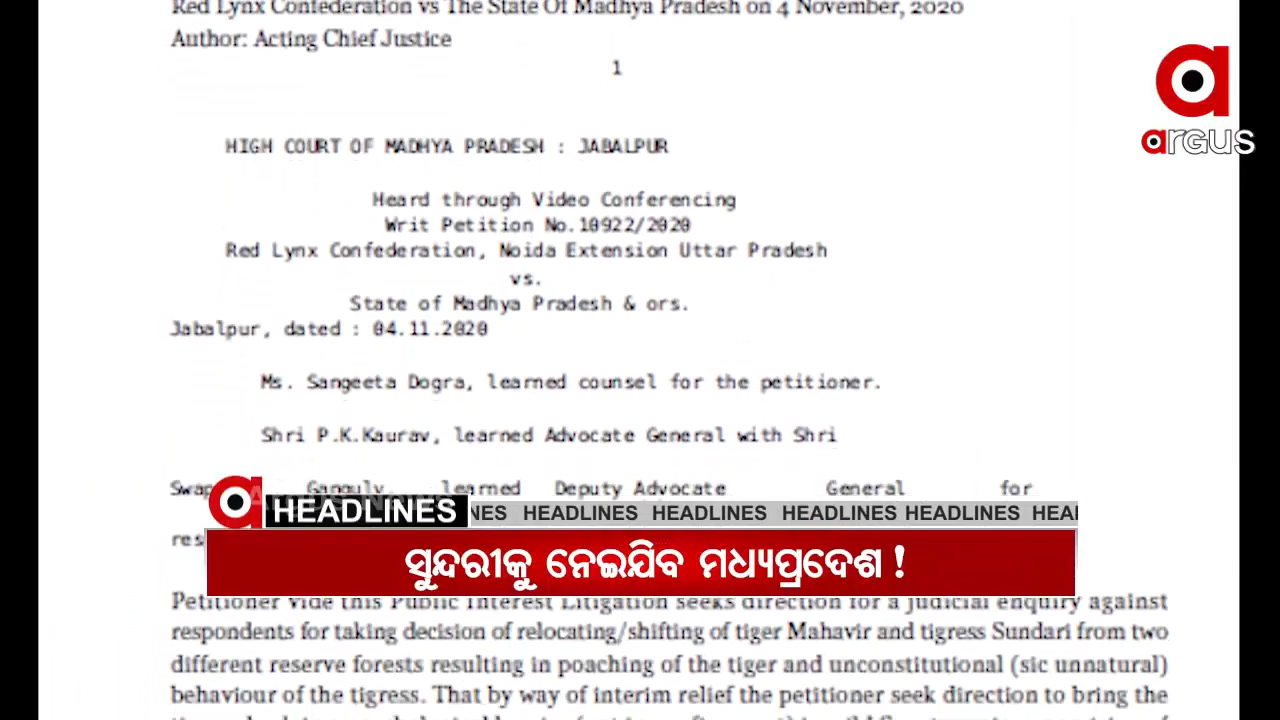 Red Lynx Confederation vs The State Of Madhya Pradesh on 4 November, 2020
Author: Acting Chief Justice
1
argus
HIGH COURT OF MADHYA PRADESH : JABALPUR
Heard through Video Conferencing
Writ Petition No.10922/2020
Red Lynx Confederation, Noida Extension Uttar Pradesh
vs.
State of Madhya Pradesh & ors.
Jabalpur, dated : 04.11.2020
Ms. Sangeeta Dogra, learned counsel for the petitioner.
Shri P.K.Kaurav, learned Advocate General with Shri
Ganguly learned Deputy Advocate General for
HEADLINES
HEADLINES HEADLINES HEADLINES HEADLINES
ସୁନ୍ଦରୀକୁ ନେଇଯିବ ମଧ୍ୟପ୍ରଦେଶ !
Petitioner vide this Public Interest Litigation seeks direction for a judicial enquiry against
respondents for taking decision of relocating/shifting of tiger Mahavir and tigress Sundari from two
different reserve forests resulting in poaching of the tiger and unconstitutional (sic unnatural)
behaviour of the tigress. That by way of interim relief the petitioner seek direction to bring the